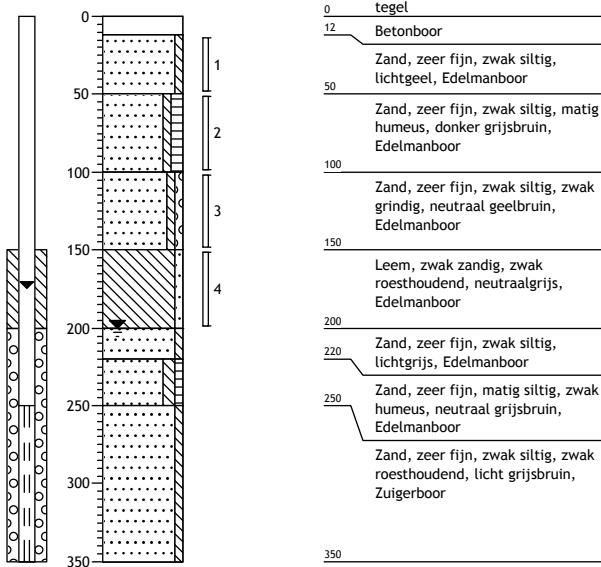 0
50
100
150
200
250
300
350
1
2
3
4
0 tegel
12 Betonboor
Zand, zeer fijn, zwak siltig,
lichtgeel, Edelmanboor
50
Zand, zeer fijn, zwak siltig, matig
humeus, donker grijsbruin,
Edelmanboor
100
Zand, zeer fijn, zwak siltig, zwak
grindig, neutraal geelbruin,
Edelmanboor
150
Leem, zwak zandig, zwak
roesthoudend, neutraalgrijs,
Edelmanboor
200
Zand, zeer fijn, zwak siltig,
lichtgrijs, Edelmanboor
220
Zand, zeer fijn, matig siltig, zwak
humeus, neutraal grijsbruin,
Edelmanboor
250
Zand, zeer fijn, zwak siltig, zwak
roesthoudend, licht grijsbruin,
Zuigerboor
350